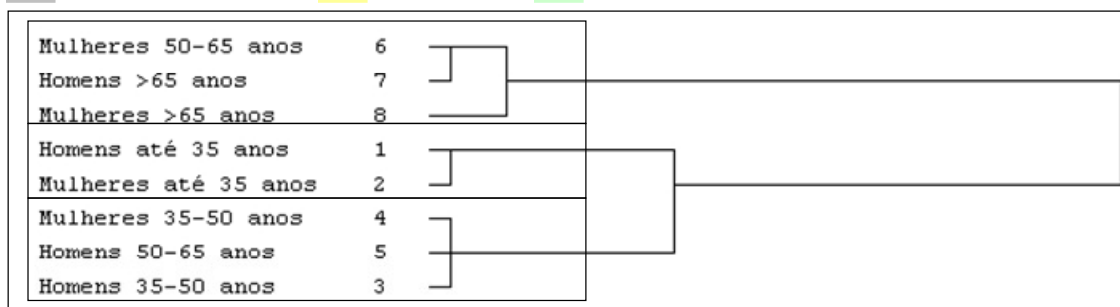 Mulheres 50-65 anos 6
Homens >65 anos 7
Mulheres >65 anos 8
Homens até 35 anos 1
Mulheres até 35 anos 2
Mulheres 35-50 anos 4
Homens 50-65 anos 5
Homens 35-50 anos 3